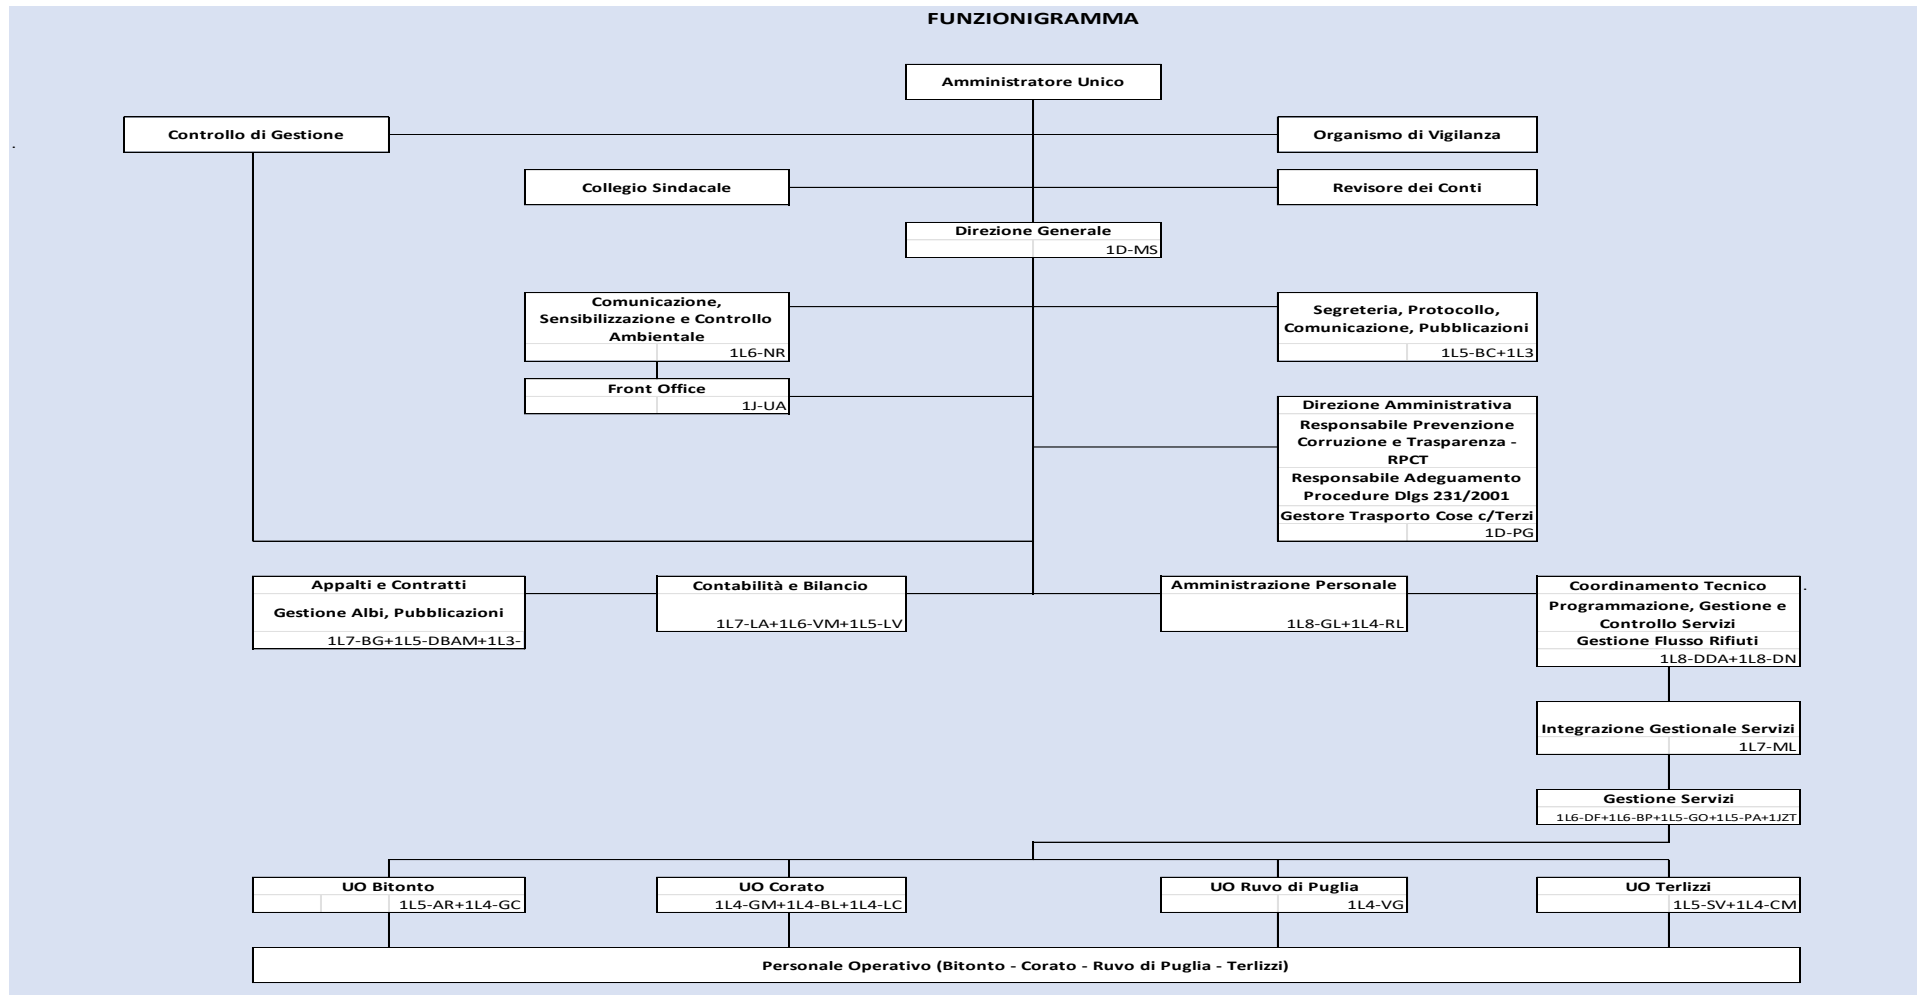 FUNZIONIGRAMMA
Amministratore Unico
Controllo di Gestione
Organismo di Vigilanza
Collegio Sindacale
Revisore dei Conti
Direzione Generale
1D-MS
Comunicazione,
Sensibilizzazione e Controllo
Ambientale
1L6-NR
Segreteria, Protocollo,
Comunicazione, Pubblicazioni
1L5-BC+1L3
Front Office
1J-UA
Direzione Amministrativa
Responsabile Prevenzione
Corruzione e Trasparenza -
RPCT
Responsabile Adeguamento
Procedure Dlgs 231/2001
Gestore Trasporto Cose c/Terzi
1D-PG
Appalti e Contratti
Gestione Albi, Pubblicazioni
1L7-BG+1L5-DBAM+1L3-
Contabilità e Bilancio
1L7-LA+1L6-VM+1L5-LV
Amministrazione Personale
1L8-GL+1L4-RL
Coordinamento Tecnico
Programmazione, Gestione e
Controllo Servizi
Gestione Flusso Rifiuti
1L8-DDA+1L8-DN
Integrazione Gestionale Servizi
1L7-ML
Gestione Servizi
1L6-DF+1L6-BP+1L5-GO+1L5-PA+1JZT
UO Bitonto
1L5-AR+1L4-GC
UO Corato
1L4-GM+1L4-BL+1L4-LC
UO Ruvo di Puglia
1L4-VG
UO Terlizzi
1L5-SV+1L4-CM
Personale Operativo (Bitonto - Corato - Ruvo di Puglia - Terlizzi)